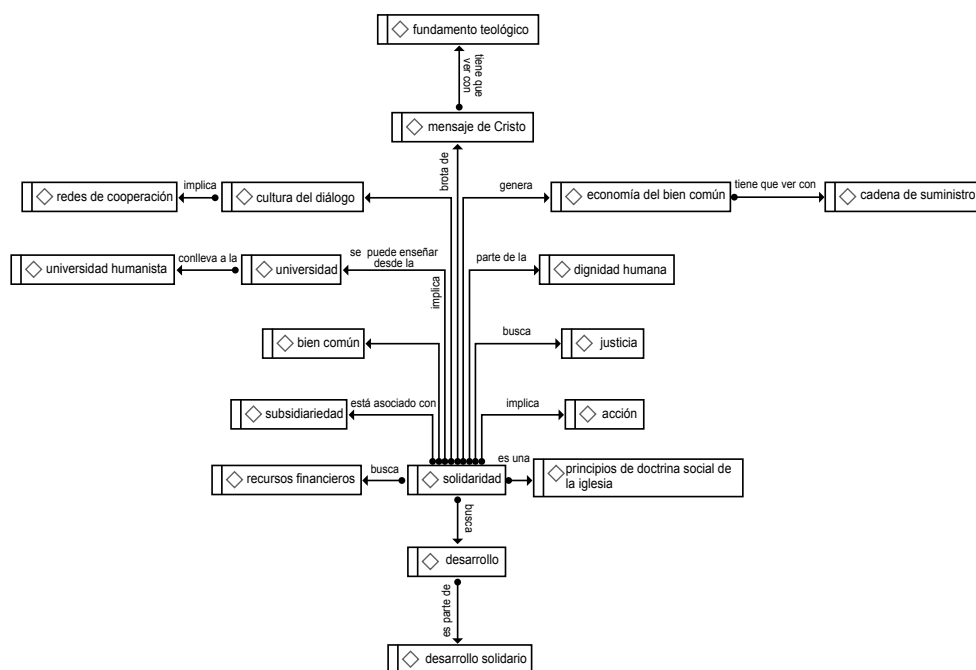 fundamento teológico
tiene que
ver con
mensaje de Cristo
brota de
redes de cooperación
implica
cultura del diálogo
genera
economía del bien común
tiene que ver con
cadena de suministro
universidad humanista
conlleva a la
universidad
se puede enseñar
desde la
implica
parte de la
dignidad humana
bien común
busca
justicia
subsidiariedad
está asociado con
implica
acción
recursos financieros
busca
solidaridad
es una
principios de doctrina social de
la iglesia
busca
desarrollo
es parte de
desarrollo solidario